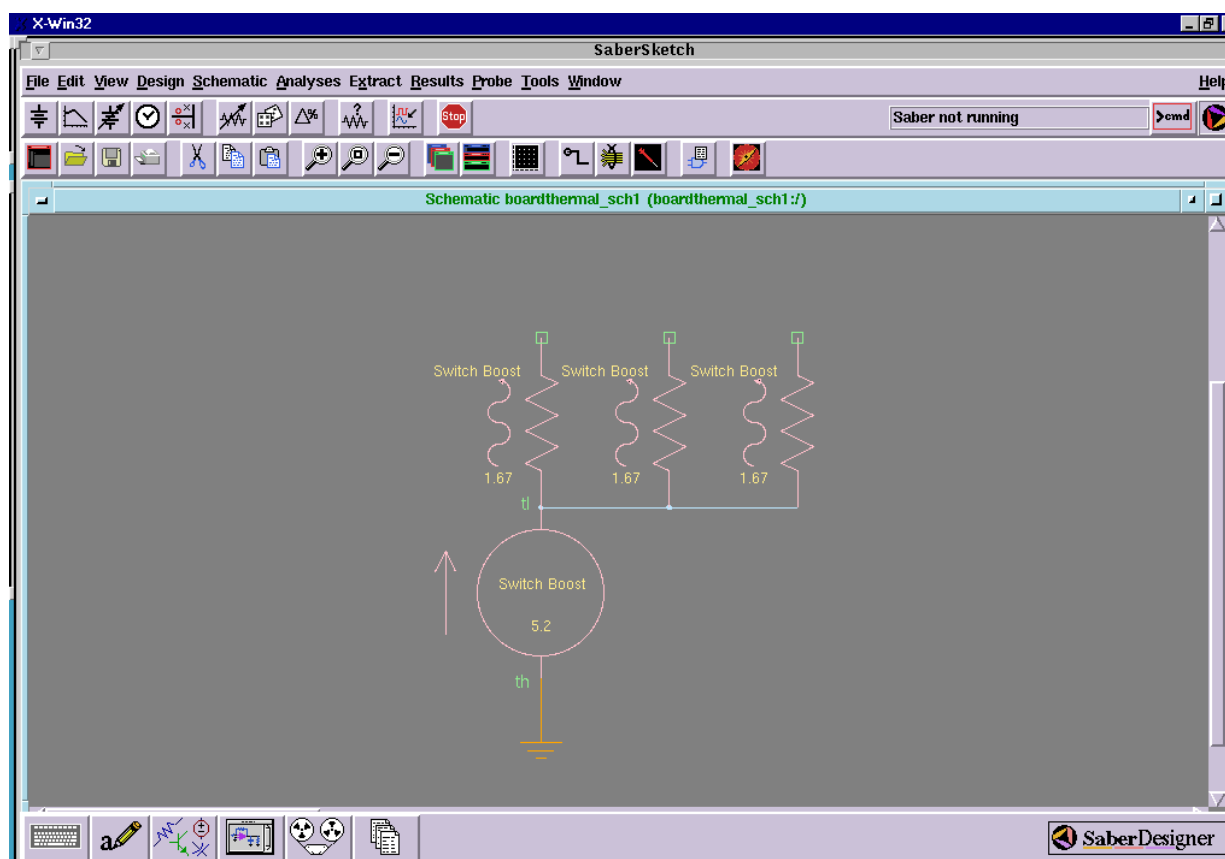 X-Win32
SaberSketch
File Edit View Design Schematic Analyses Extract Results Probe Tools Window Help
Stop
Saber not running
>cmd
Schematic boardthermal_sch1 (boardthermal_sch1:/)
Switch Boost Switch Boost Switch Boost
1.67 1.67 1.67
tl
Switch Boost
5.2
th
a
SaberDesigner